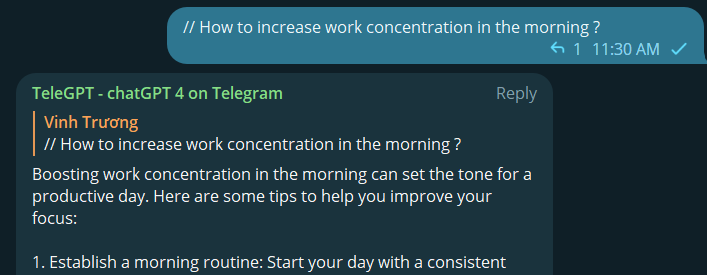 // How to increase work concentration in the morning ?
1 11:30 AM
TeleGPT - chatGPT 4 on Telegram Reply
Vinh Trương
// How to increase work concentration in the morning ?
Boosting work concentration in the morning can set the tone for a
productive day. Here are some tips to help you improve your
focus:
1. Establish a morning routine: Start your day with a consistent